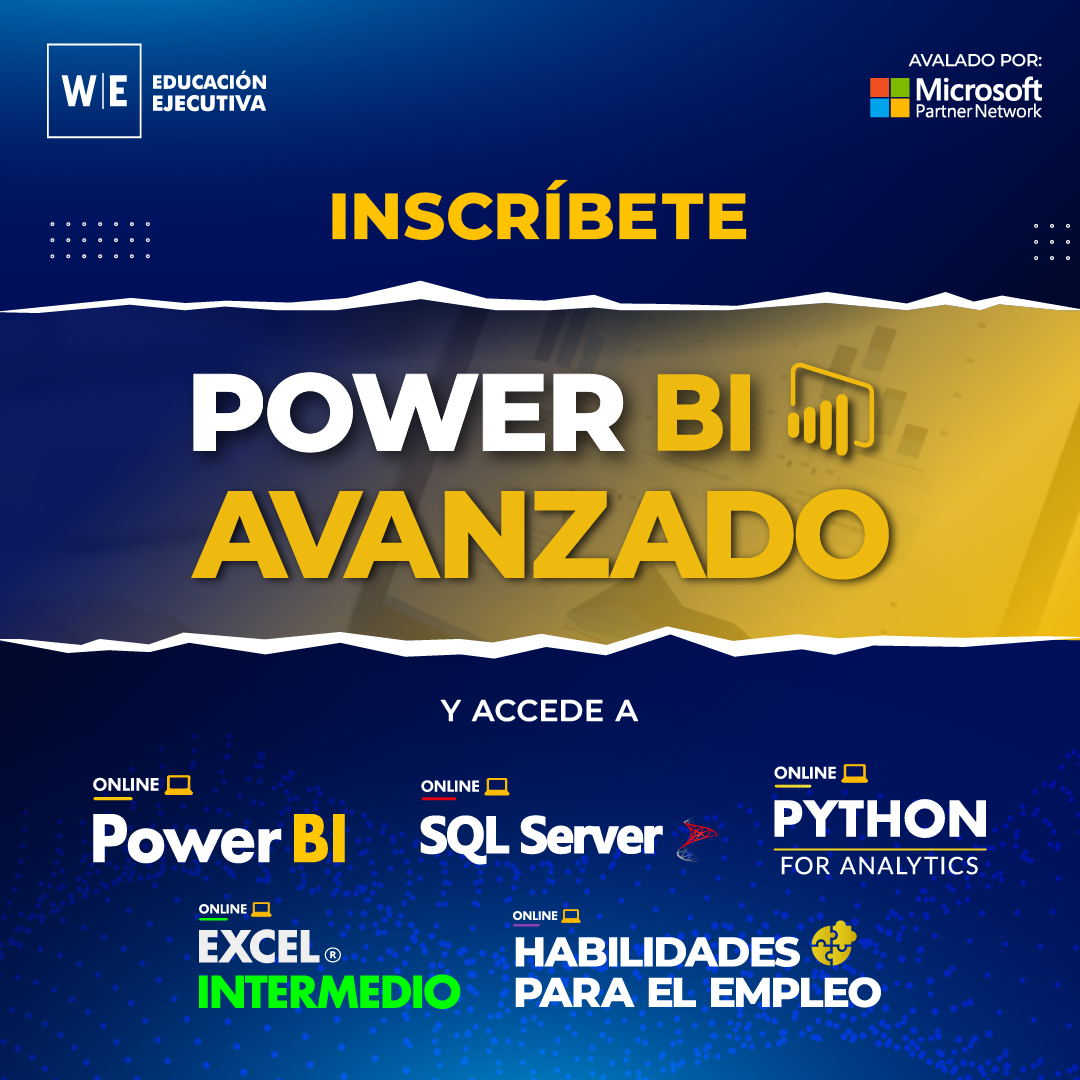 W|E
EDUCACIÓN
EJECUTIVA
AVALADO POR:
Microsoft
Partner Network
INSCRÍBETE
POWER BI
AVANZADO
Y ACCEDE A
ONLINE
Power BI
ONLINE
SQL Server
ONLINE
PYTHON
FOR ANALYTICS
ONLINE
EXCEL ®
INTERMEDIO
ONLINE
HABILIDADES
PARA EL EMPLEO